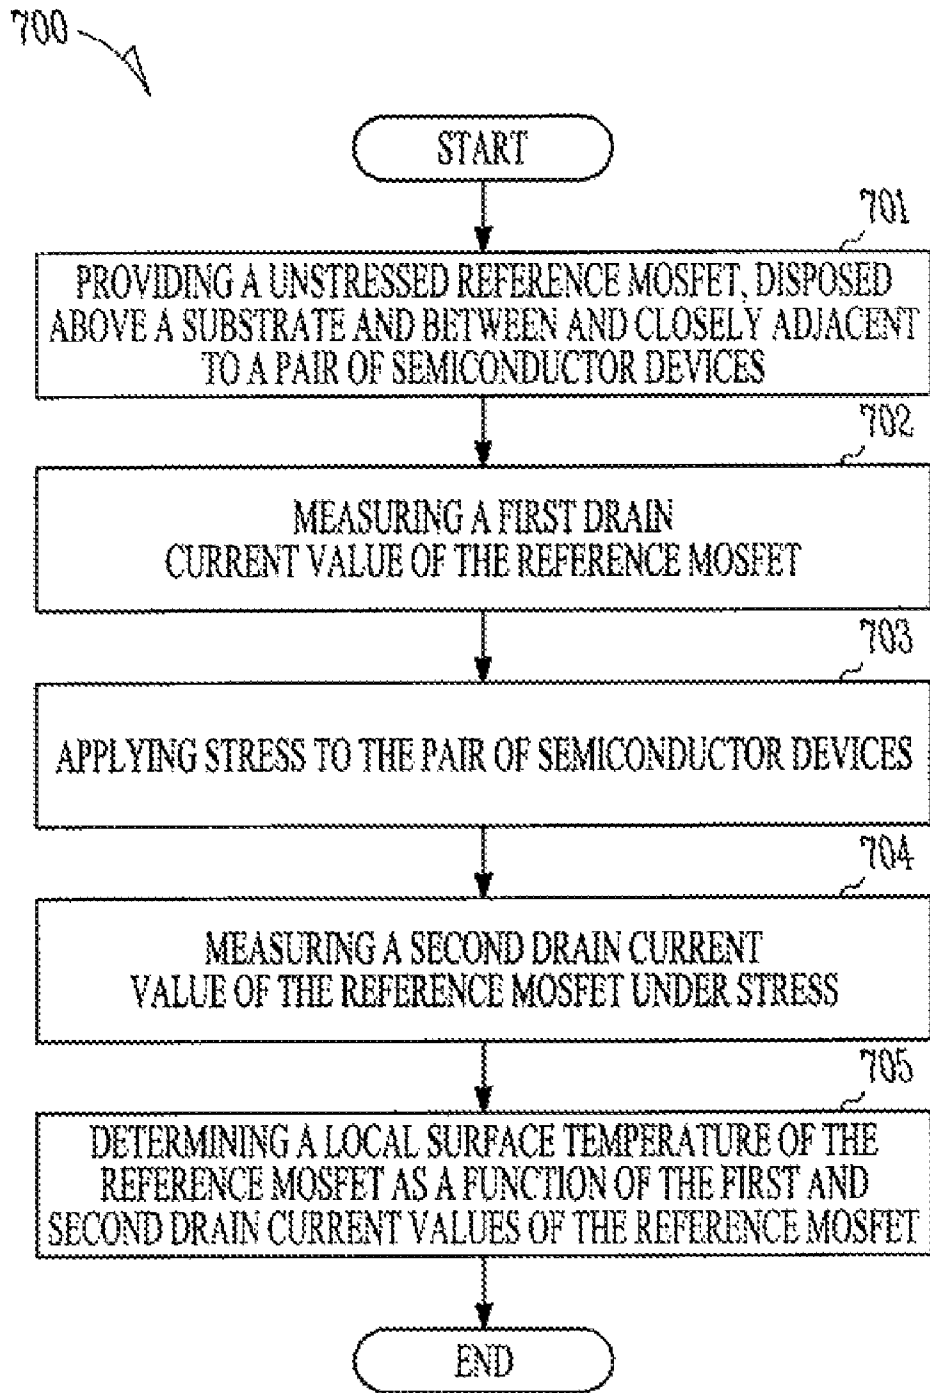 700
START
701
PROVIDING A UNSTRESSED REFERENCE MOSFET, DISPOSED
ABOVE A SUBSTRATE AND BETWEEN AND CLOSELY ADJACENT
TO A PAIR OF SEMICONDUCTOR DEVICES
702
MEASURING A FIRST DRAIN
CURRENT VALUE OF THE REFERENCE MOSFET
703
APPLYING STRESS TO THE PAIR OF SEMICONDUCTOR DEVICES
704
MEASURING A SECOND DRAIN CURRENT
VALUE OF THE REFERENCE MOSFET UNDER STRESS
705
DETERMINING A LOCAL SURFACE TEMPERATURE OF THE
REFERENCE MOSFET AS A FUNCTION OF THE FIRST AND
SECOND DRAIN CURRENT VALUES OF THE REFERENCE MOSFET
END